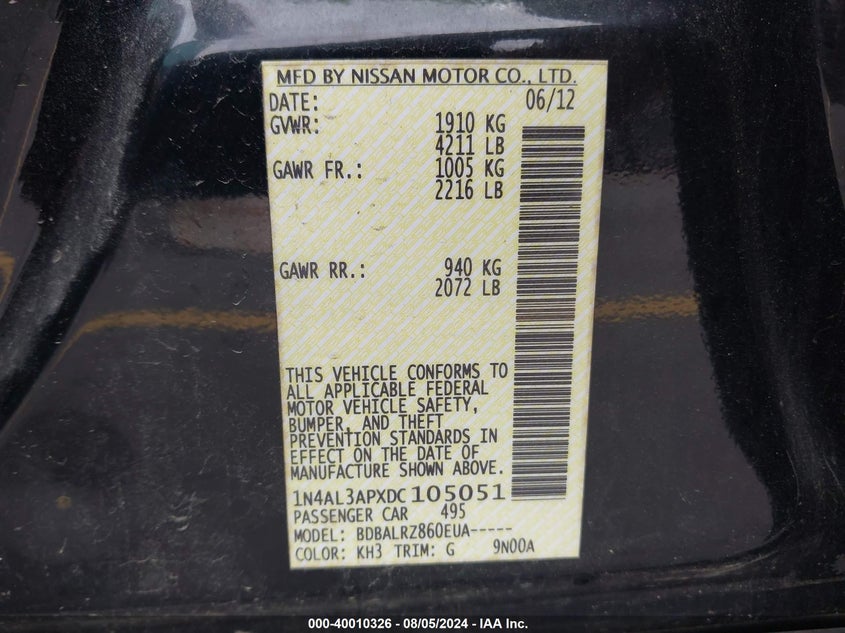 MFD BY NISSAN MOTOR CO., LTD.
DATE: 06/12
GVWR: 1910 KG
4211 LB
GAWR FR.: 1005 KG
2216 LB
GAWR RR.: 940 KG
2072 LB
THIS VEHICLE CONFORMS TO
ALL APPLICABLE FEDERAL
MOTOR VEHICLE SAFETY,
BUMPER, AND THEFT
PREVENTION STANDARDS IN
EFFECT ON THE DATE OF
MANUFACTURE SHOWN ABOVE.
1N4AL3APXDC105051
PASSENGER CAR 495
MODEL: BDBALRZ860EUA-----
COLOR: KH3 TRIM: G 9N00A
000-40010326 - 08/05/2024 - IAA Inc.